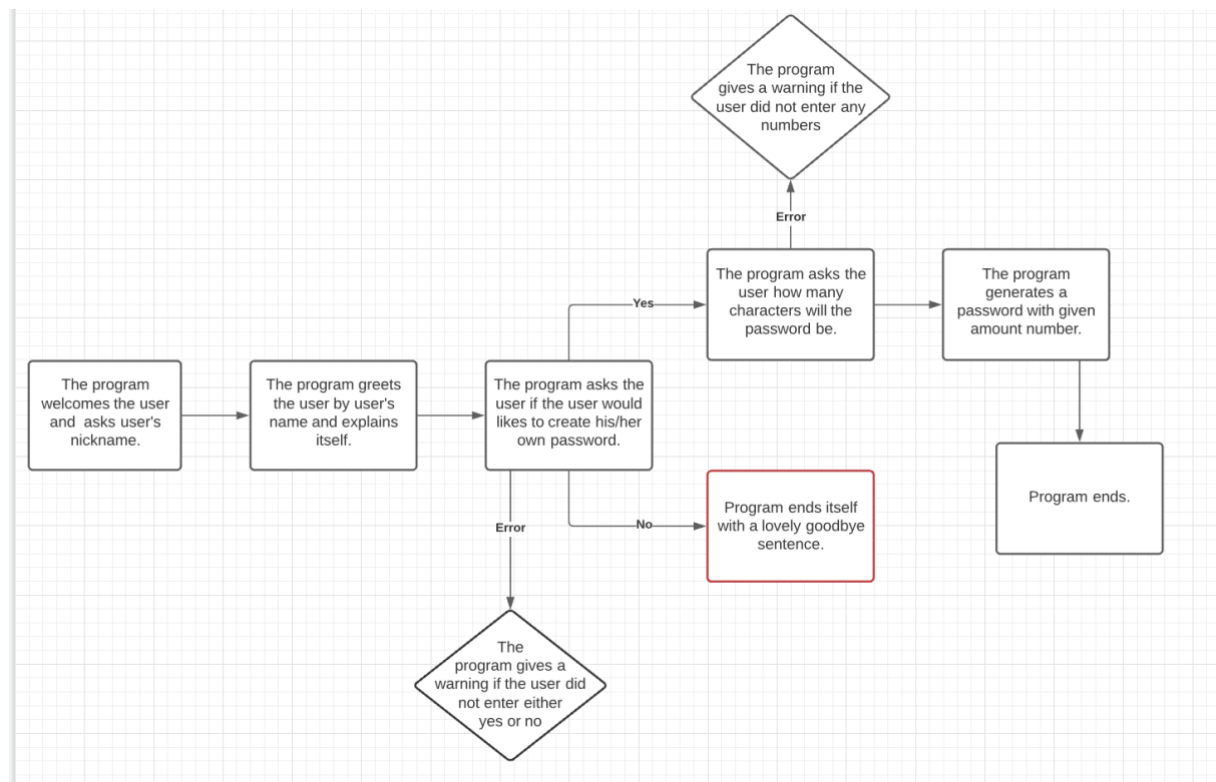 The program
gives a warning if the
user did not enter any
numbers
Error
The program asks the
user how many
characters will the
password be.
The program
generates a
password with given
amount number.
Yes
The program
welcomes the user
and asks user's
nickname.
The program greets
the user by user's
name and explains
itself.
The program asks the
user if the user would
likes to create his/her
own password.
Program ends.
No
Program ends itself
with a lovely goodbye
sentence.
Error
The
program gives a
warning if the user did
not enter either
yes or no